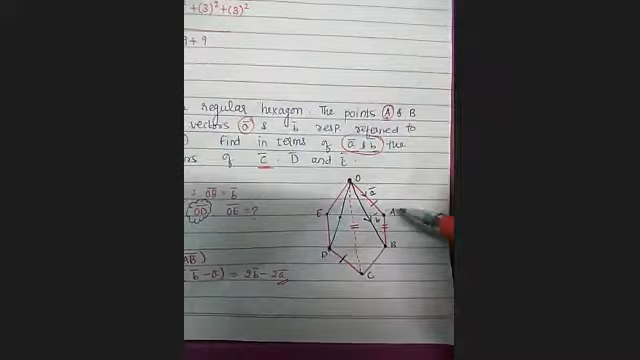 +(3)² +(3)²
9 + 9
regular hexagon. The points A & B
vectors a̅ & b̅ resp. referred to
Find in terms of a̅ & b̅ the
of C̅. D̅ and E̅.
∴ OB̅ = b̅
OD̅ OE̅ = ?
AB̅)
b̅ - a̅) = 2b̅ - 2a̅
O
a̅
E
A
b̅
B
D
C